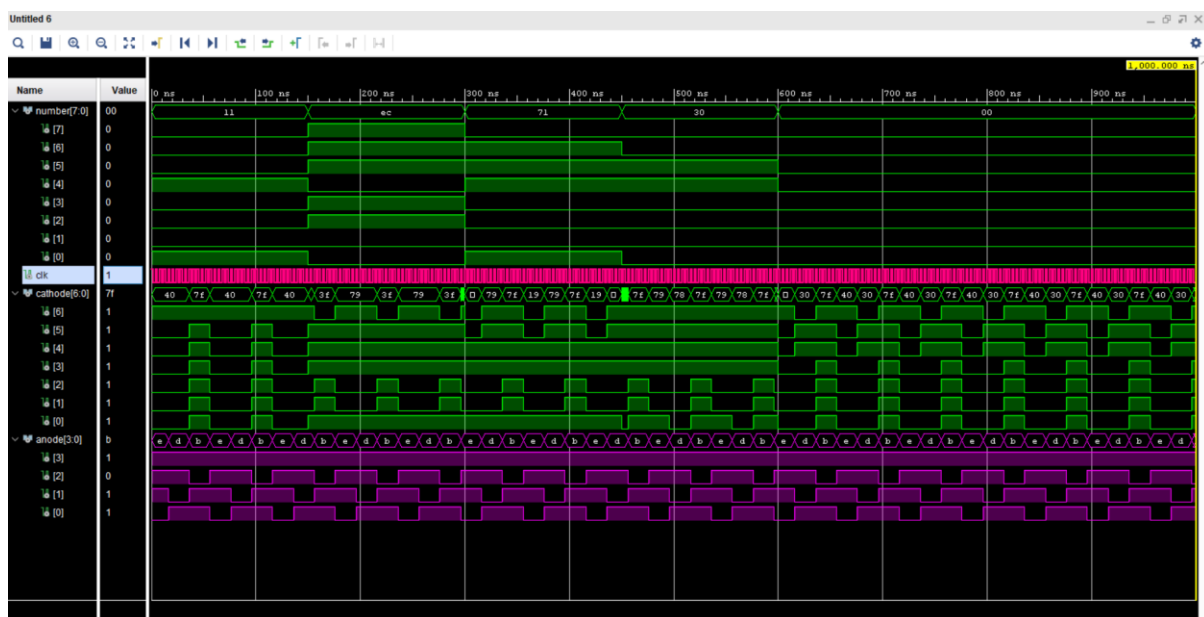 Untitled 6
1,000.000 ns
Name Value 0 ns 100 ns 200 ns 300 ns 400 ns 500 ns 600 ns 700 ns 800 ns 900 ns
number[7:0] 00 11 ec 71 30 00
[7] 0
[6] 0
[5] 0
[4] 0
[3] 0
[2] 0
[1] 0
[0] 0
clk 1
cathode[6:0] 7f 40 7f 40 7f 40 3f 79 3f 79 3f 79 7f 19 79 7f 19 7f 79 78 7f 79 78 7f 30 7f 40 30 7f 40 30 7f 40 30 7f 40 30 7f 40 30 7f 40 30
[6] 1
[5] 1
[4] 1
[3] 1
[2] 1
[1] 1
[0] 1
anode[3:0] b e d b e d b e d b e d b e d b e d b e d b e d b e d b e d b e d b e d b e d b e d b e d b e d b e d b e d
[3] 1
[2] 0
[1] 1
[0] 1